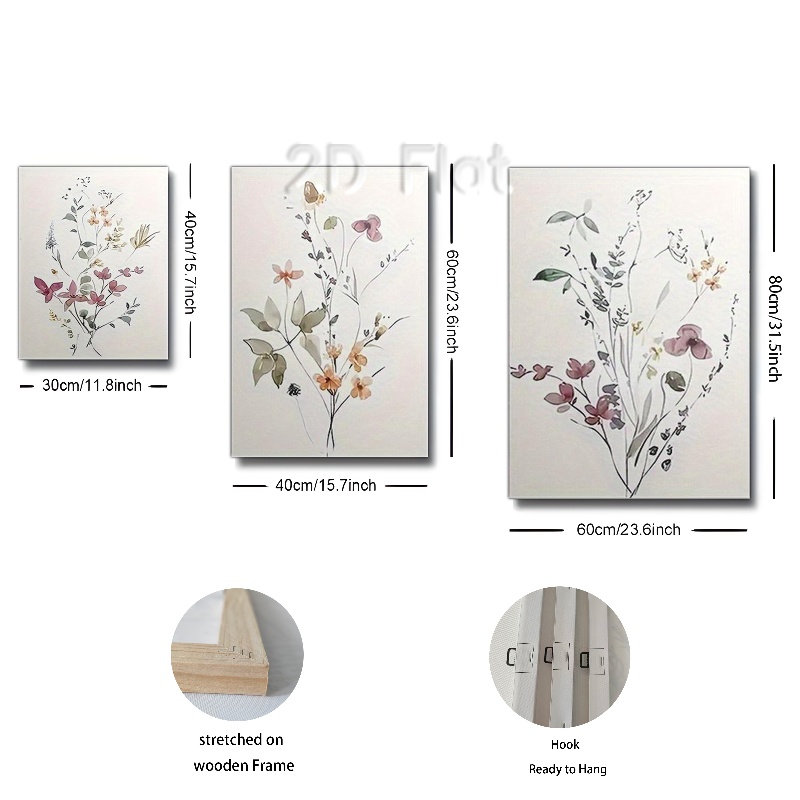 2D Flat
40cm/15.7inch
30cm/11.8inch
60cm/23.6inch
40cm/15.7inch
80cm/31.5inch
60cm/23.6inch
stretched on
wooden Frame
Hook
Ready to Hang